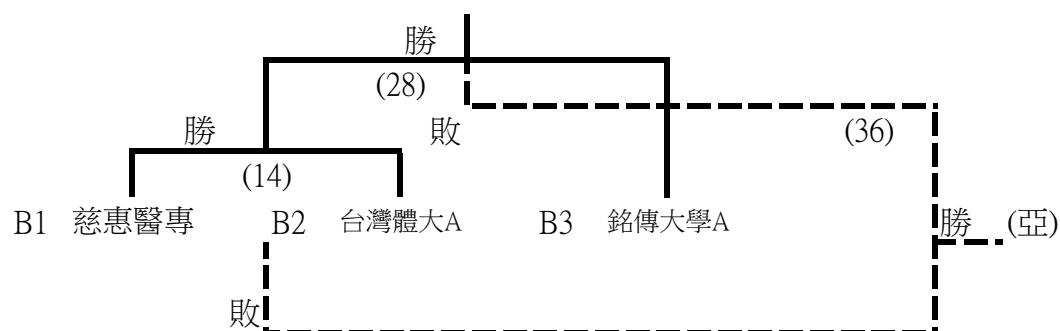 勝
(28)
勝 敗 (36)
(14)
B1 慈惠醫專 B2 台灣體大A B3 銘傳大學A 勝 (亞)
敗